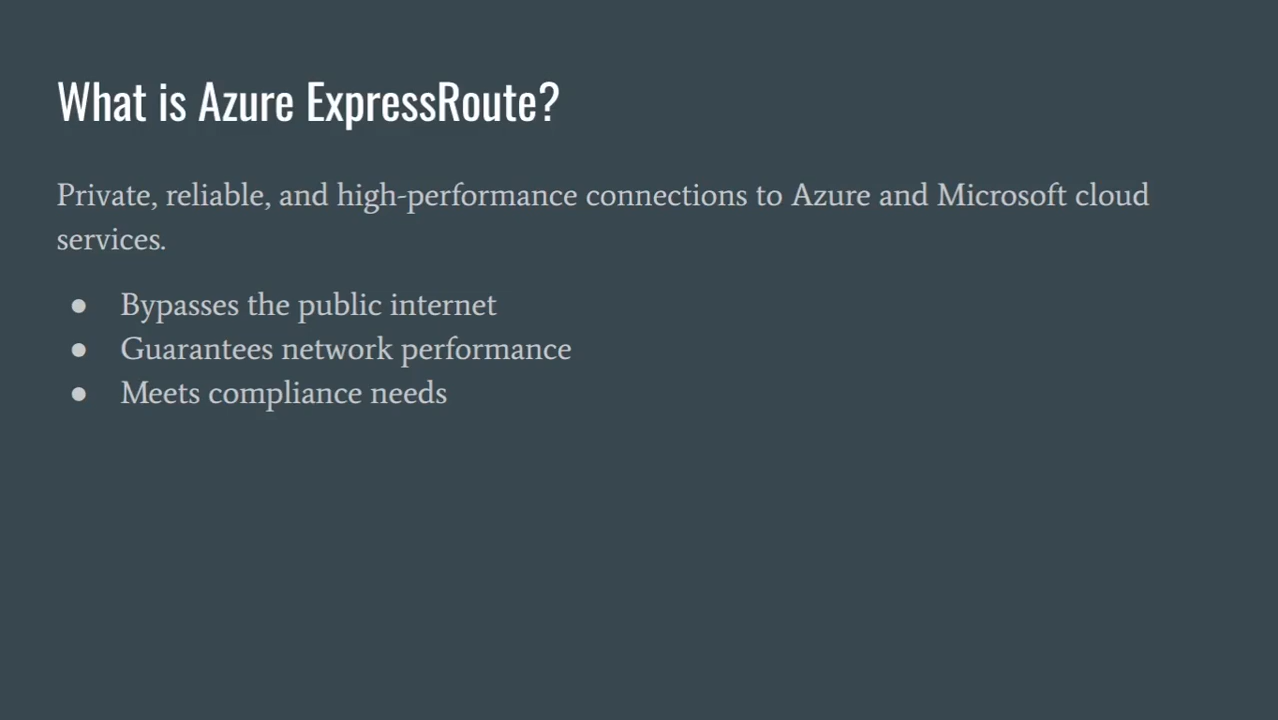 What is Azure ExpressRoute?
Private, reliable, and high-performance connections to Azure and Microsoft cloud
services.
● Bypasses the public internet
● Guarantees network performance
● Meets compliance needs